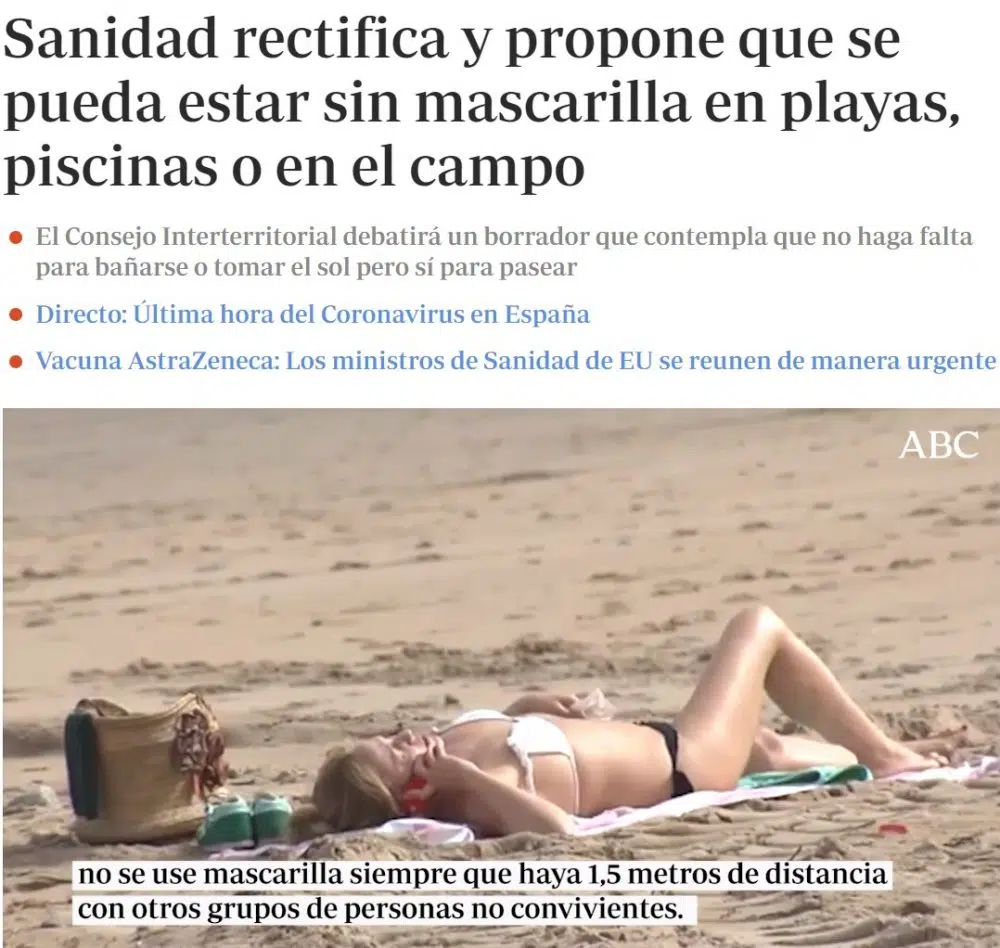 Sanidad rectifica y propone que se
pueda estar sin mascarilla en playas,
piscinas o en el campo
El Consejo Interterritorial debatirá un borrador que contempla que no haga falta
para bañarse o tomar el sol pero sí para pasear
Directo: Última hora del Coronavirus en España
Vacuna AstraZeneca: Los ministros de Sanidad de EU se reunen de manera urgente
ABC
no se use mascarilla siempre que haya 1,5 metros de distancia
con otros grupos de personas no convivientes.